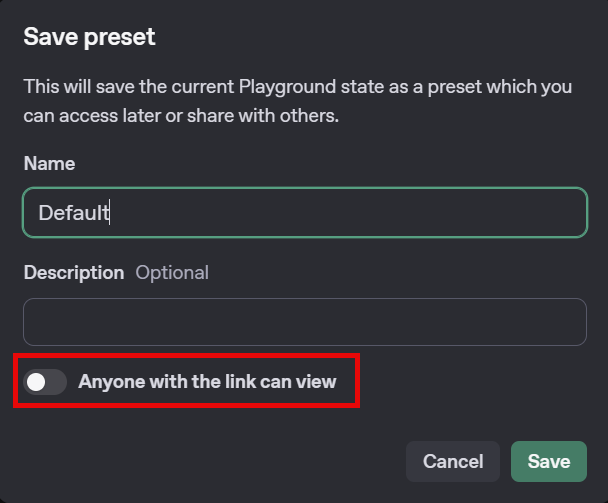 Save preset
This will save the current Playground state as a preset which you
can access later or share with others.
Name
Default
Description Optional
Anyone with the link can view
Cancel Save